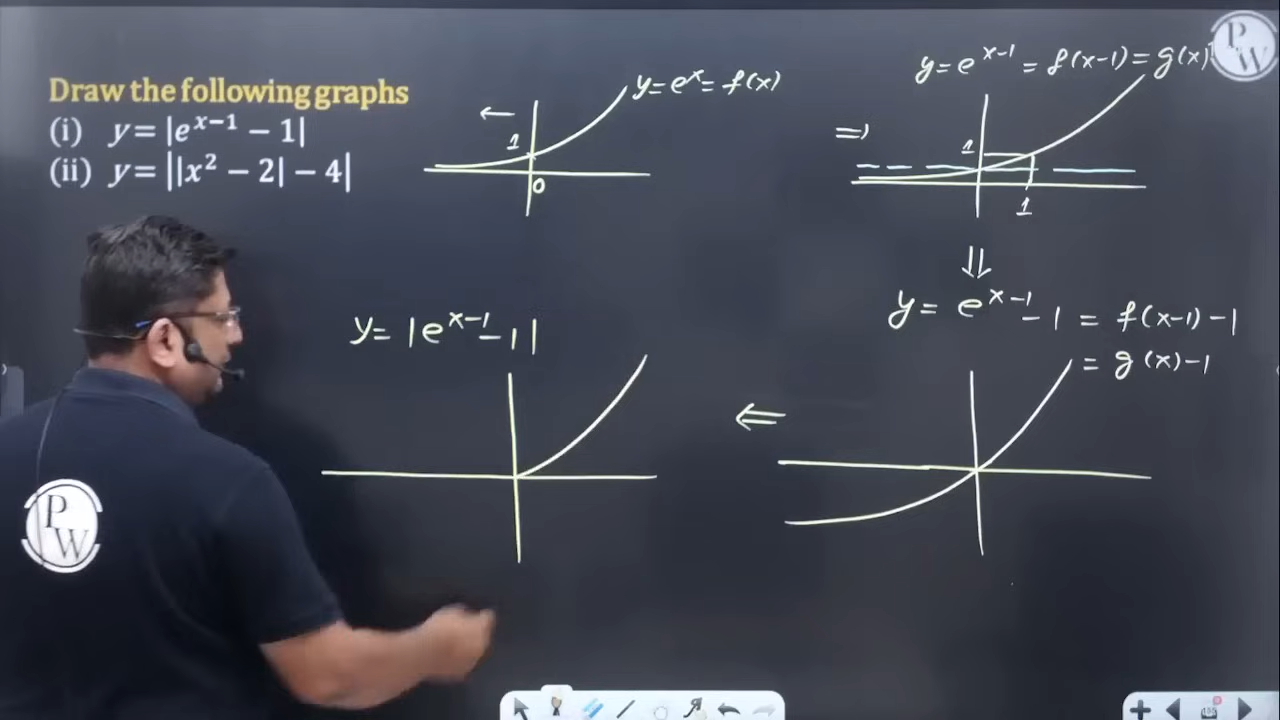 Draw the following graphs
(i) y = |e^{x−1} − 1|
(ii) y = ||x² − 2| − 4|
y = e^x = f(x)
1
0
y = e^{x-1} = f(x-1) = g(x)
⇒
1
1
⇓
y = e^{x-1} - 1 = f(x-1) - 1
= g(x) - 1
⇐
y = |e^{x-1} - 1|
P W
P W